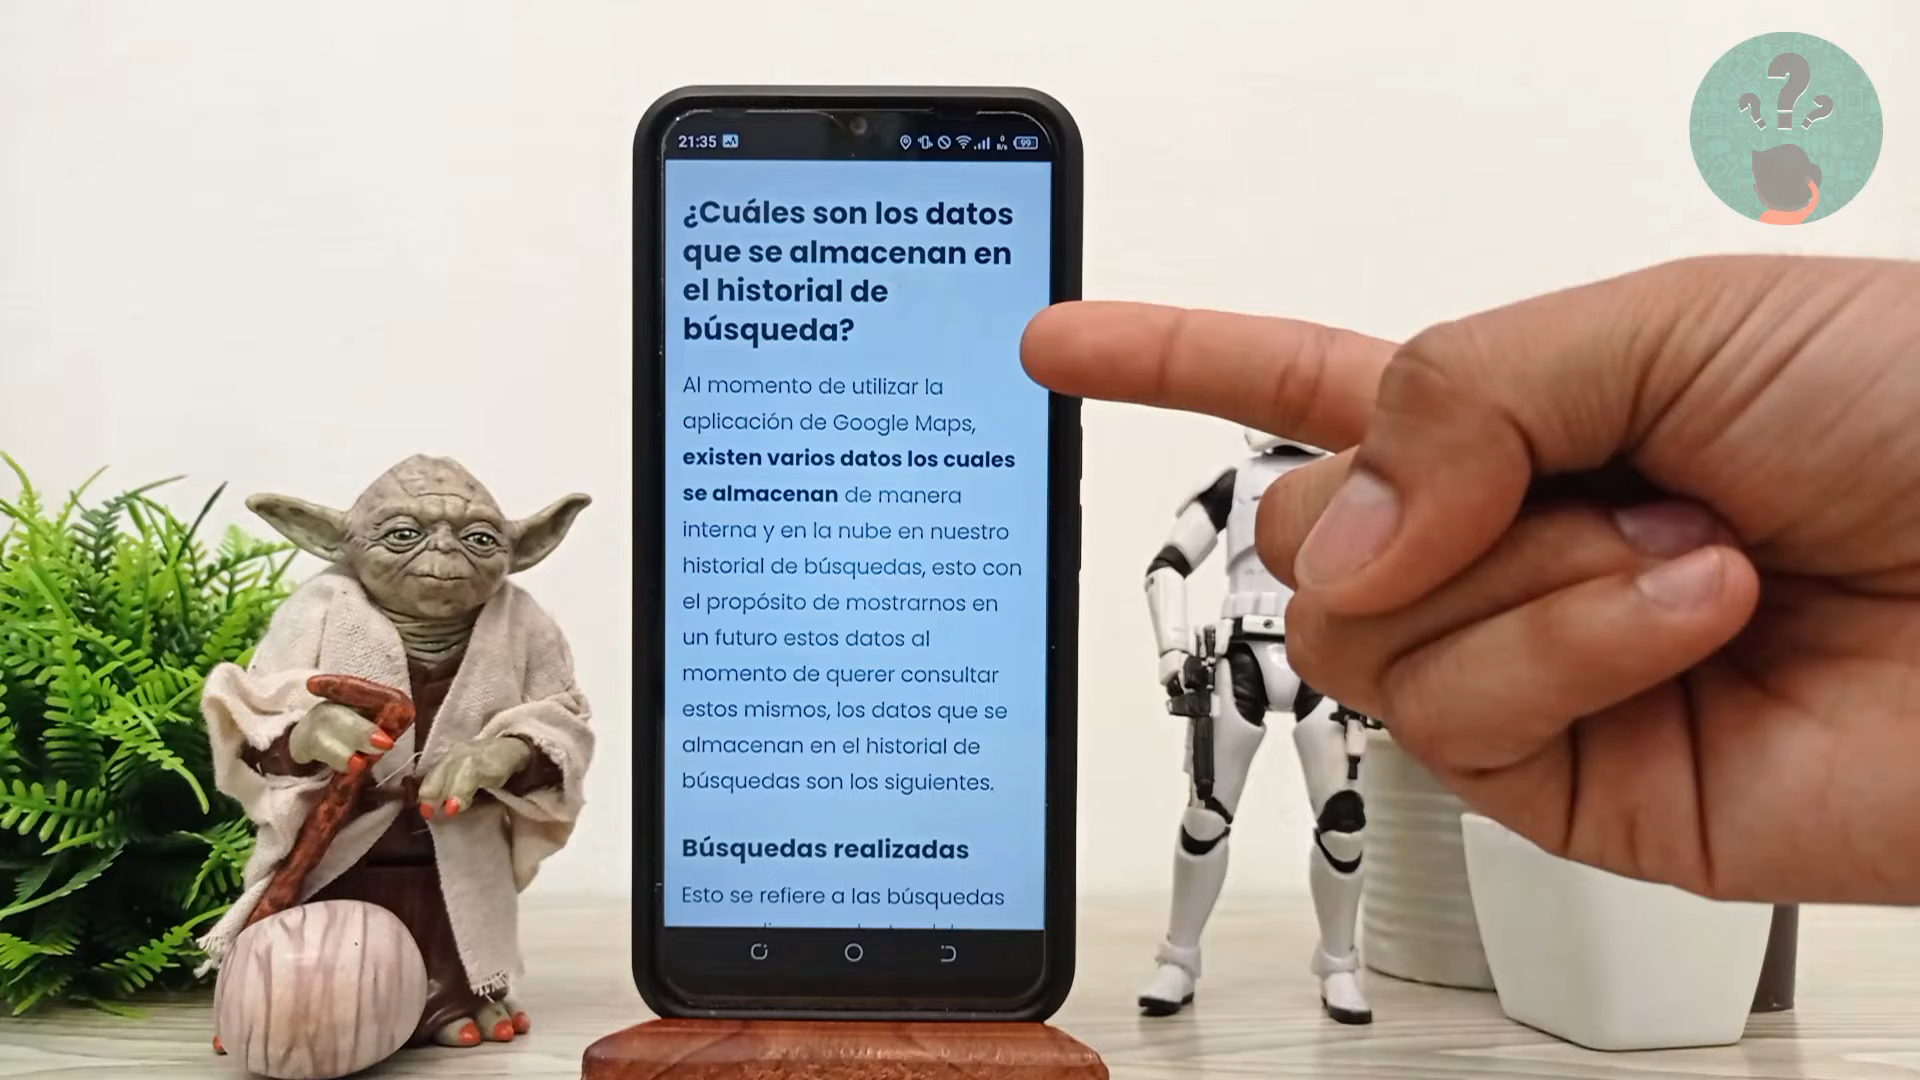 21:35
99
¿Cuáles son los datos
que se almacenan en
el historial de
búsqueda?
Al momento de utilizar la
aplicación de Google Maps,
existen varios datos los cuales
se almacenan de manera
interna y en la nube en nuestro
historial de búsquedas, esto con
el propósito de mostrarnos en
un futuro estos datos al
momento de querer consultar
estos mismos, los datos que se
almacenan en el historial de
búsquedas son los siguientes.
Búsquedas realizadas
Esto se refiere a las búsquedas